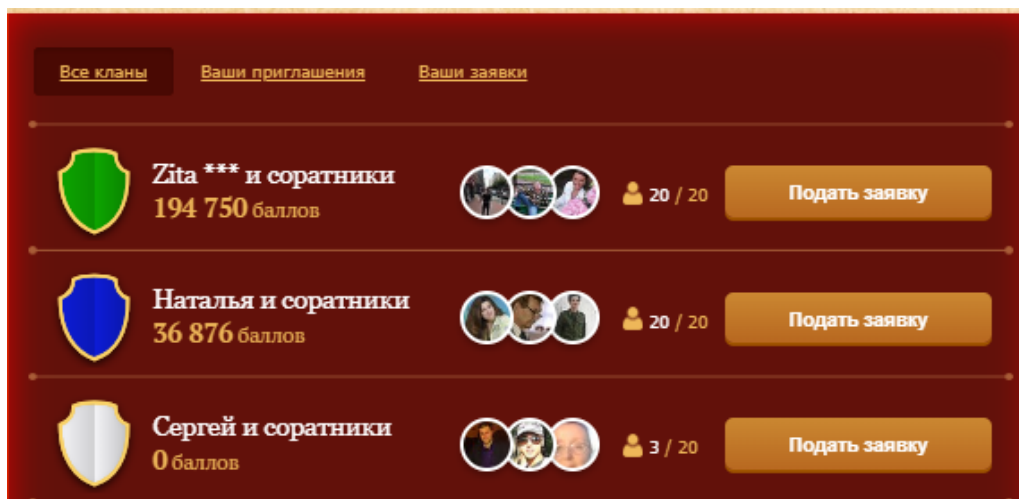 Все кланы Ваши приглашения Ваши заявки
Zita *** и соратники
194 750 баллов
20 / 20
Подать заявку
Наталья и соратники
36 876 баллов
20 / 20
Подать заявку
Сергей и соратники
0 баллов
3 / 20
Подать заявку